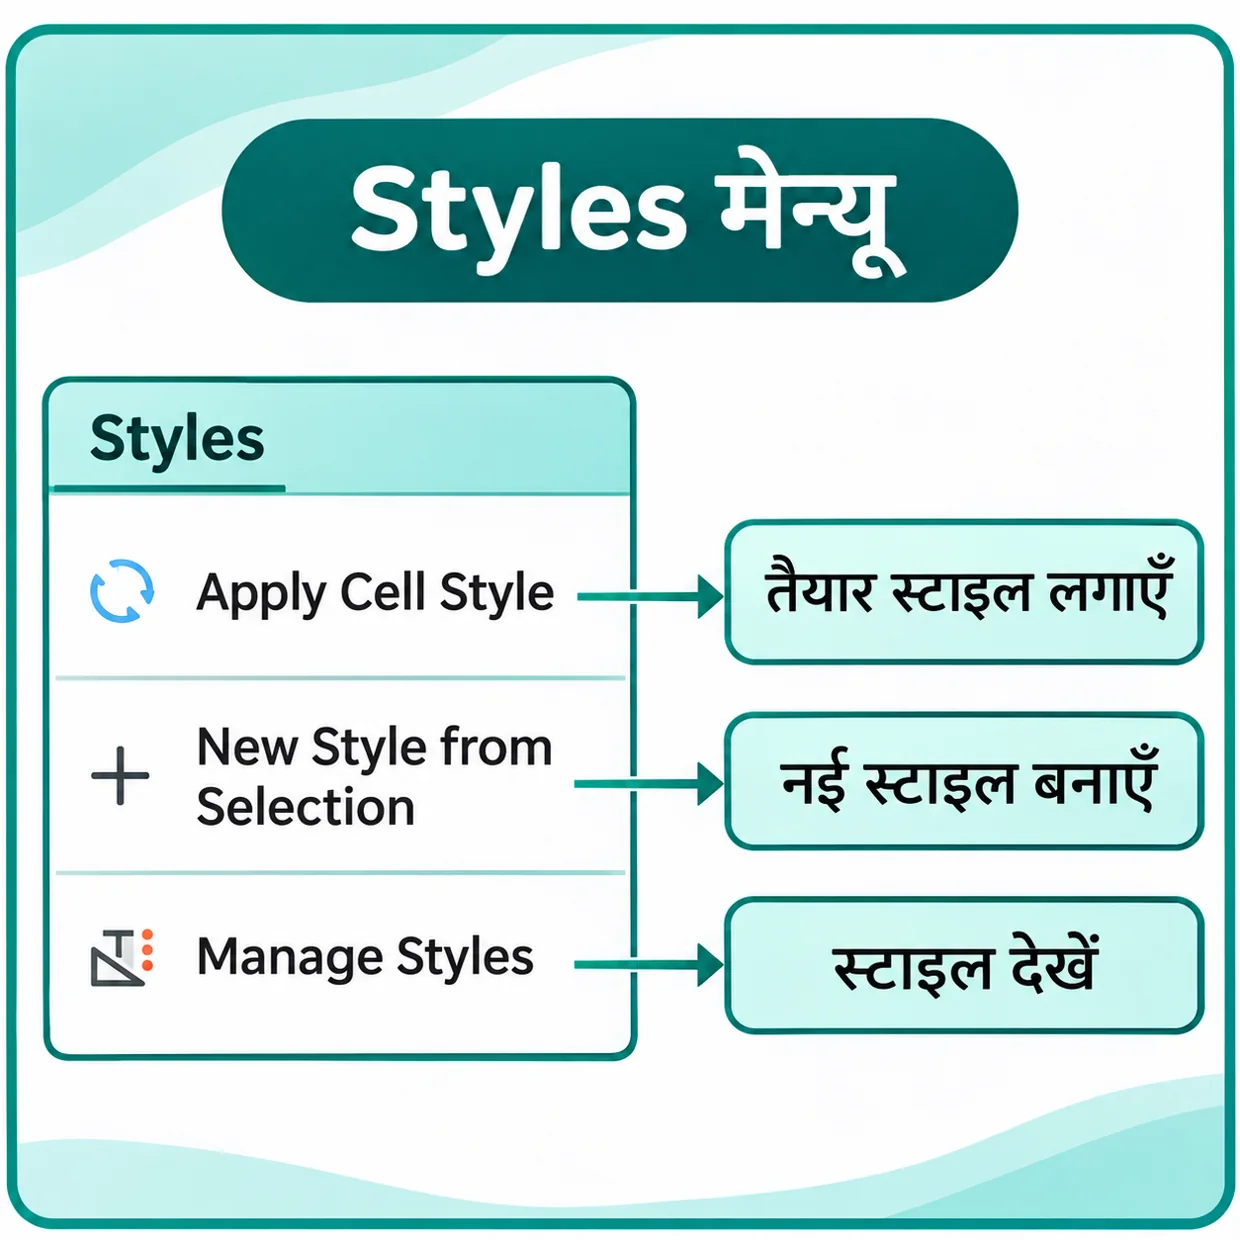 Styles मेन्यू
Styles
Apply Cell Style
तैयार स्टाइल लगाएँ
New Style from
Selection
नई स्टाइल बनाएँ
Manage Styles
स्टाइल देखें